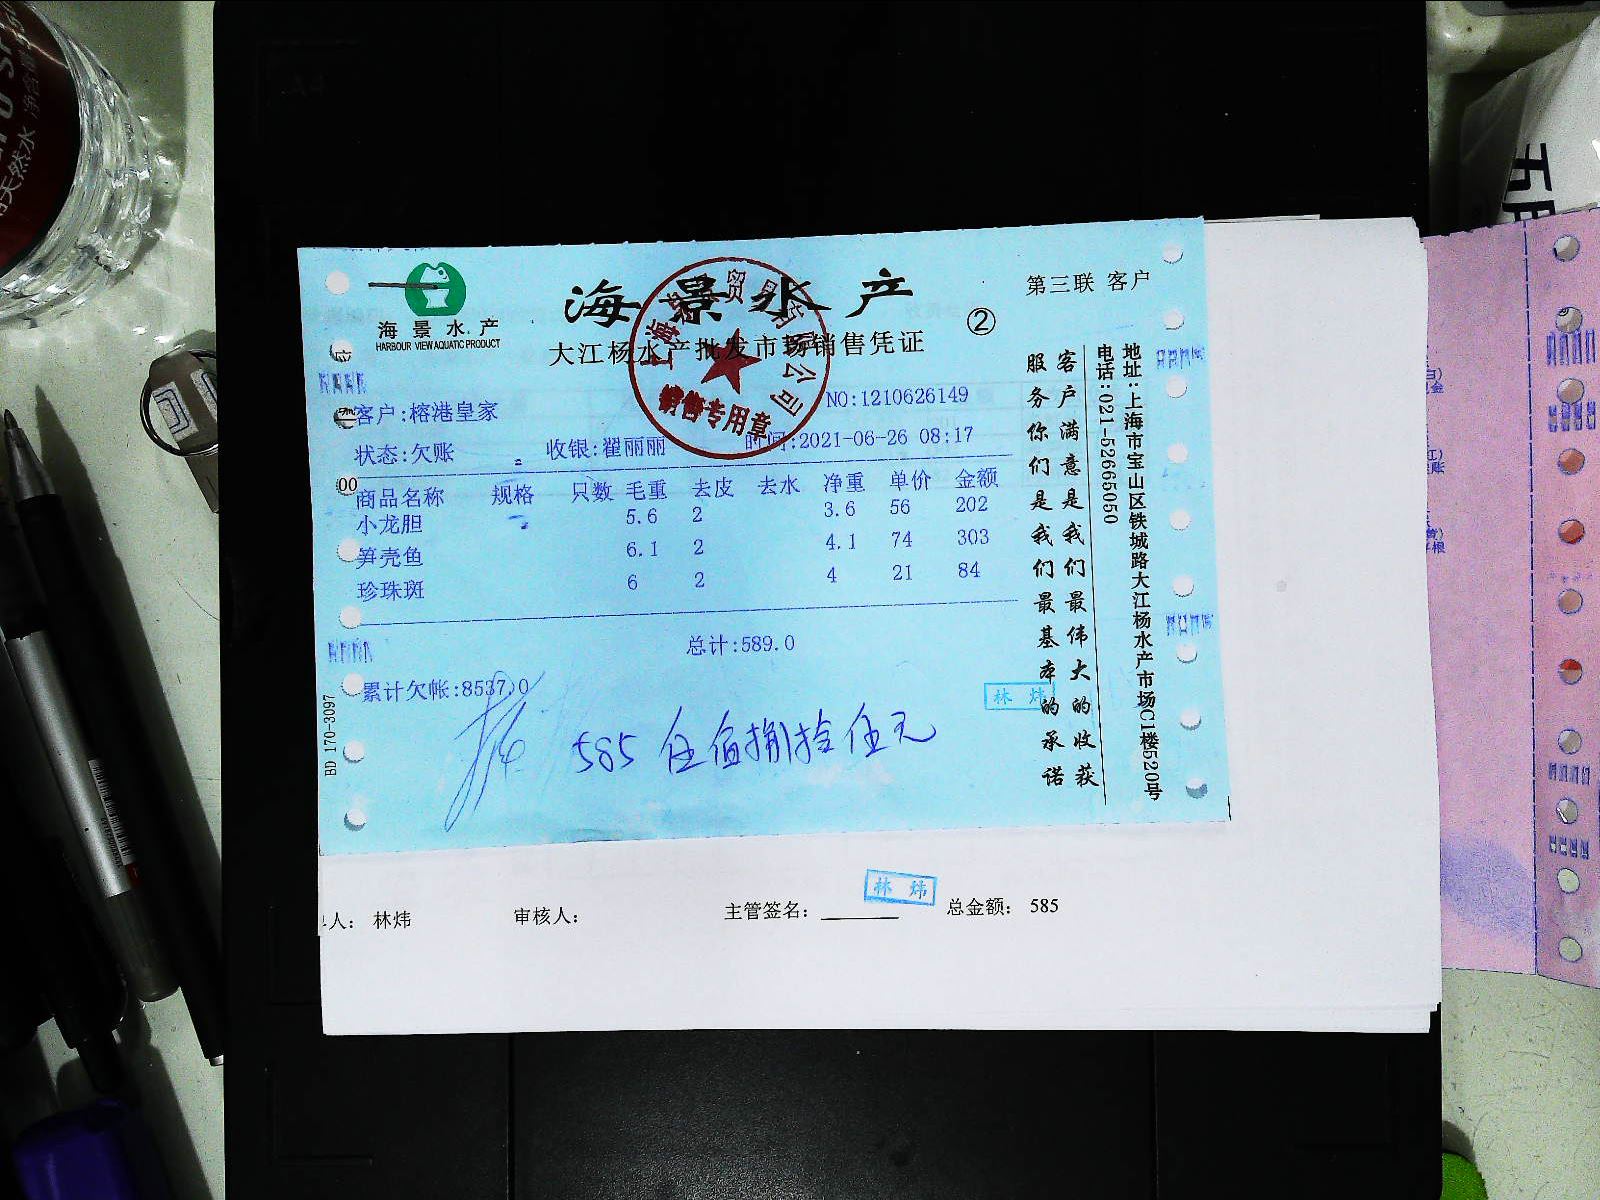 天然水
净含量
海景水产
HARBOUR VIEW AQUATIC PRODUCT
海景水产
②
第三联 客户
大江杨水产批发市场销售凭证
销售专用章
客户:榕港皇家
NO:1210626149
状态:欠账 收银:翟丽丽 时间:2021-06-26 08:17
商品名称 规格 只数 毛重 去皮 去水 净重 单价 金额
小龙胆 5.6 2 3.6 56 202
笋壳鱼 6.1 2 4.1 74 303
珍珠斑 6 2 4 21 84
总计:589.0
累计欠帐:8537.0
585 伍佰捌拾伍元
林炜
客户满意是我们最伟大的收获
服务你们是我们最基本的承诺
地址:上海市宝山区铁城路大江杨水产市场C1楼520号
电话:021-52665050
BD 170-3097
人: 林炜 审核人: 主管签名: 总金额: 585
林炜